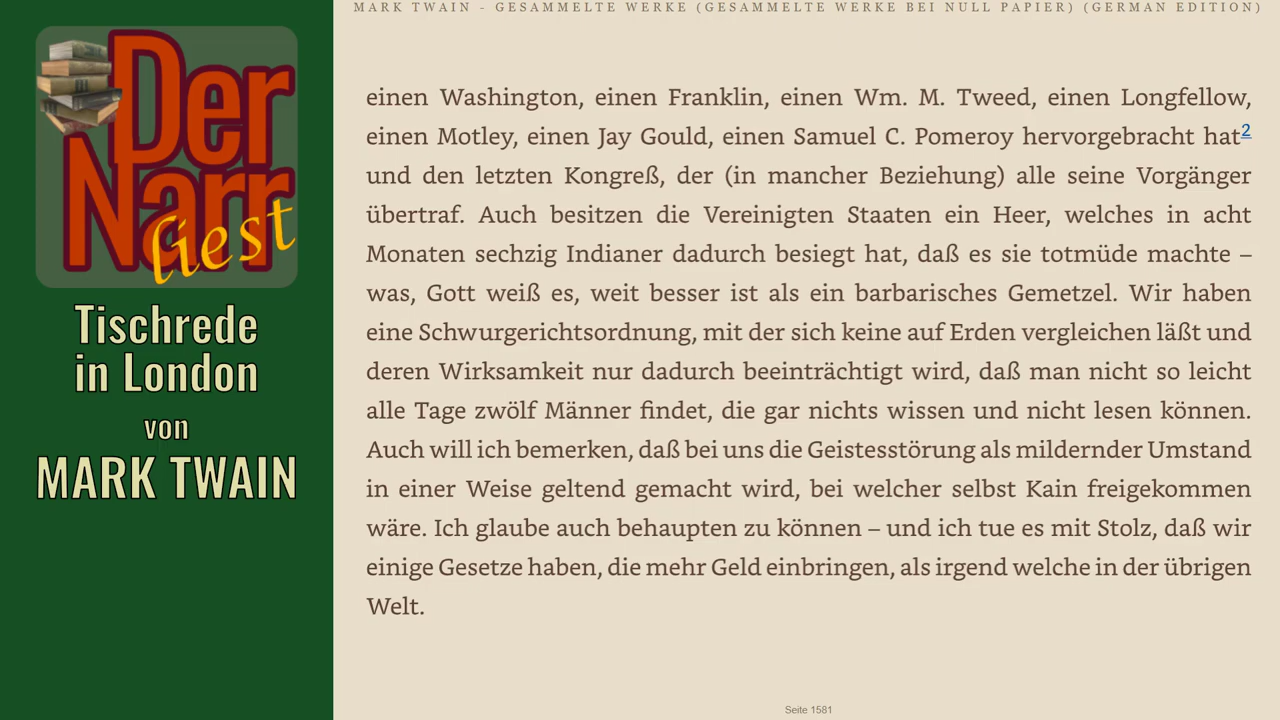 Der
Narr
liest
Tischrede
in London
von
MARK TWAIN
MARK TWAIN - GESAMMELTE WERKE (GESAMMELTE WERKE BEI NULL PAPIER) (GERMAN EDITION)
einen Washington, einen Franklin, einen Wm. M. Tweed, einen Longfellow,
einen Motley, einen Jay Gould, einen Samuel C. Pomeroy hervorgebracht hat2
und den letzten Kongreß, der (in mancher Beziehung) alle seine Vorgänger
übertraf. Auch besitzen die Vereinigten Staaten ein Heer, welches in acht
Monaten sechzig Indianer dadurch besiegt hat, daß es sie totmüde machte –
was, Gott weiß es, weit besser ist als ein barbarisches Gemetzel. Wir haben
eine Schwurgerichtsordnung, mit der sich keine auf Erden vergleichen läßt und
deren Wirksamkeit nur dadurch beeinträchtigt wird, daß man nicht so leicht
alle Tage zwölf Männer findet, die gar nichts wissen und nicht lesen können.
Auch will ich bemerken, daß bei uns die Geistesstörung als mildernder Umstand
in einer Weise geltend gemacht wird, bei welcher selbst Kain freigekommen
wäre. Ich glaube auch behaupten zu können – und ich tue es mit Stolz, daß wir
einige Gesetze haben, die mehr Geld einbringen, als irgend welche in der übrigen
Welt.
Seite 1581